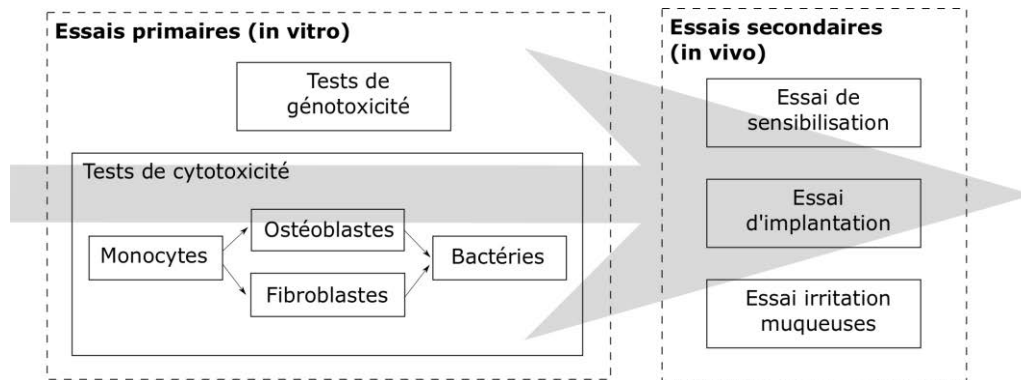 Essais primaires (in vitro)
Tests de
génotoxicité
Tests de cytotoxicité
Monocytes
Ostéoblastes
Fibroblastes
Bactéries
Essais secondaires
(in vivo)
Essai de
sensibilisation
Essai
d'implantation
Essai irritation
muqueuses